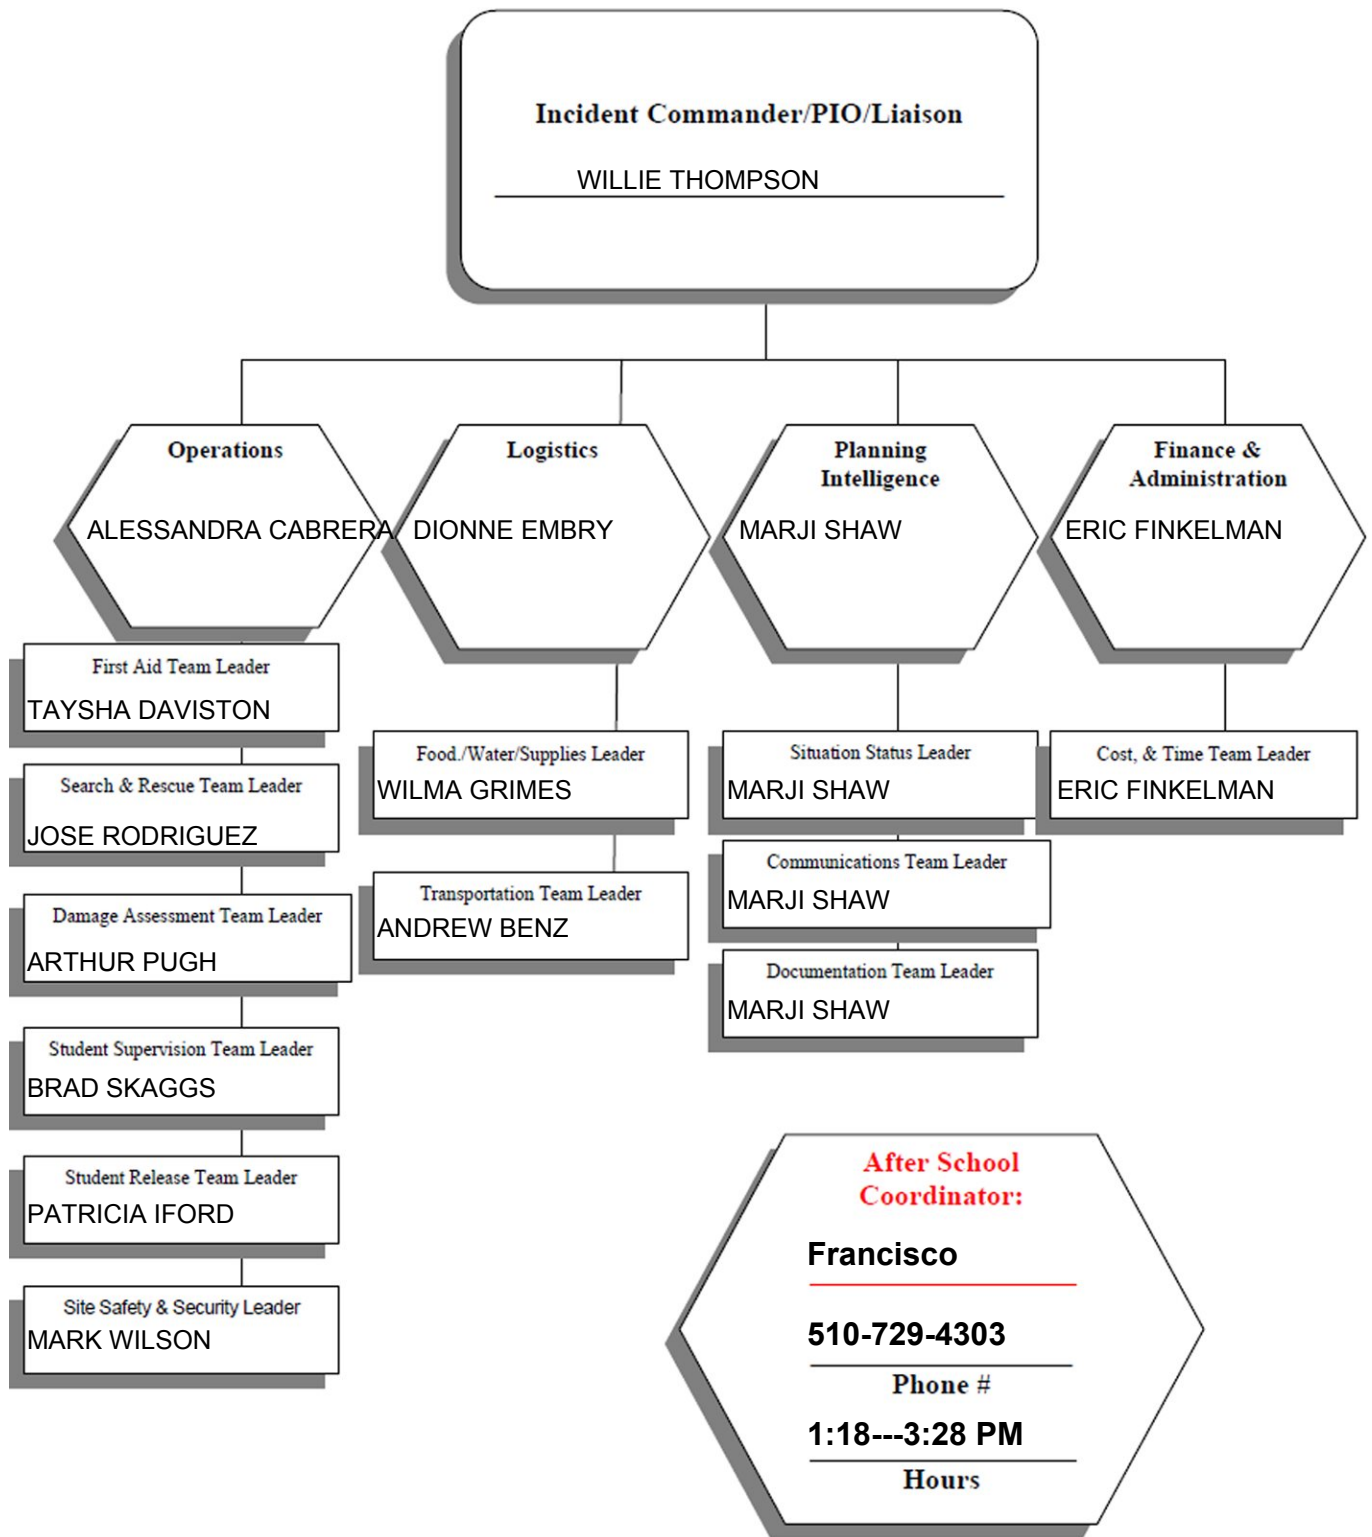 Incident Commander/PIO/Liaison
WILLIE THOMPSON
Operations
ALESSANDRA CABRERA
Logistics
DIONNE EMBRY
Planning
Intelligence
MARJI SHAW
Finance &
Administration
ERIC FINKELMAN
First Aid Team Leader
TAYSHA DAVISTON
Search & Rescue Team Leader
JOSE RODRIGUEZ
Damage Assessment Team Leader
ARTHUR PUGH
Student Supervision Team Leader
BRAD SKAGGS
Student Release Team Leader
PATRICIA IFORD
Site Safety & Security Leader
MARK WILSON
Food./Water/Supplies Leader
WILMA GRIMES
Transportation Team Leader
ANDREW BENZ
Situation Status Leader
MARJI SHAW
Communications Team Leader
MARJI SHAW
Documentation Team Leader
MARJI SHAW
Cost, & Time Team Leader
ERIC FINKELMAN
After School
Coordinator:
Francisco
510-729-4303
Phone #
1:18---3:28 PM
Hours